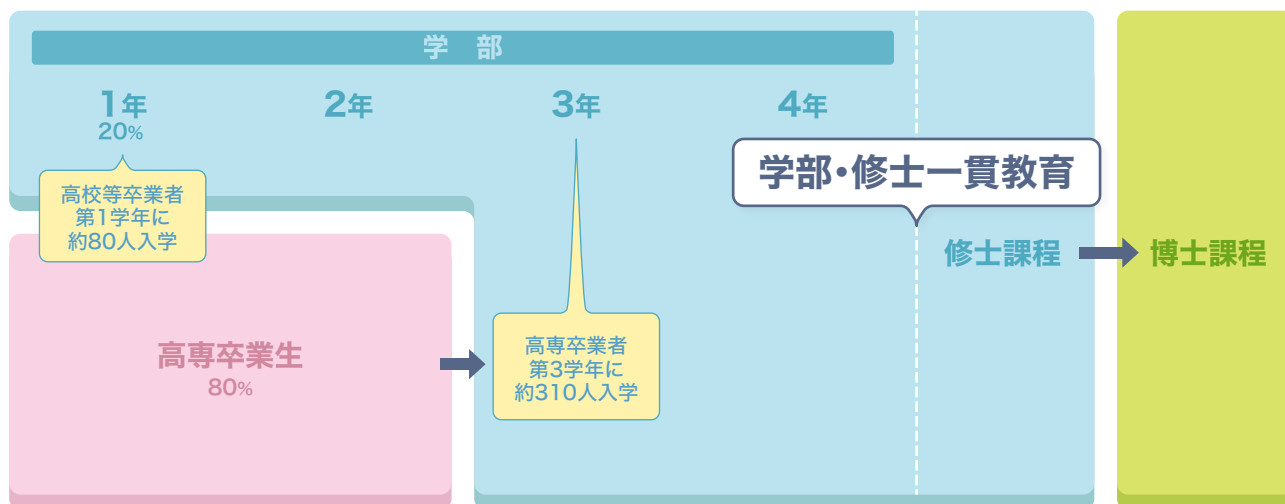 学 部
1年
20%
2年
3年
4年
高校等卒業者
第1学年に
約80人入学
学部・修士一貫教育
修士課程
博士課程
高専卒業生
80%
高専卒業者
第3学年に
約310人入学